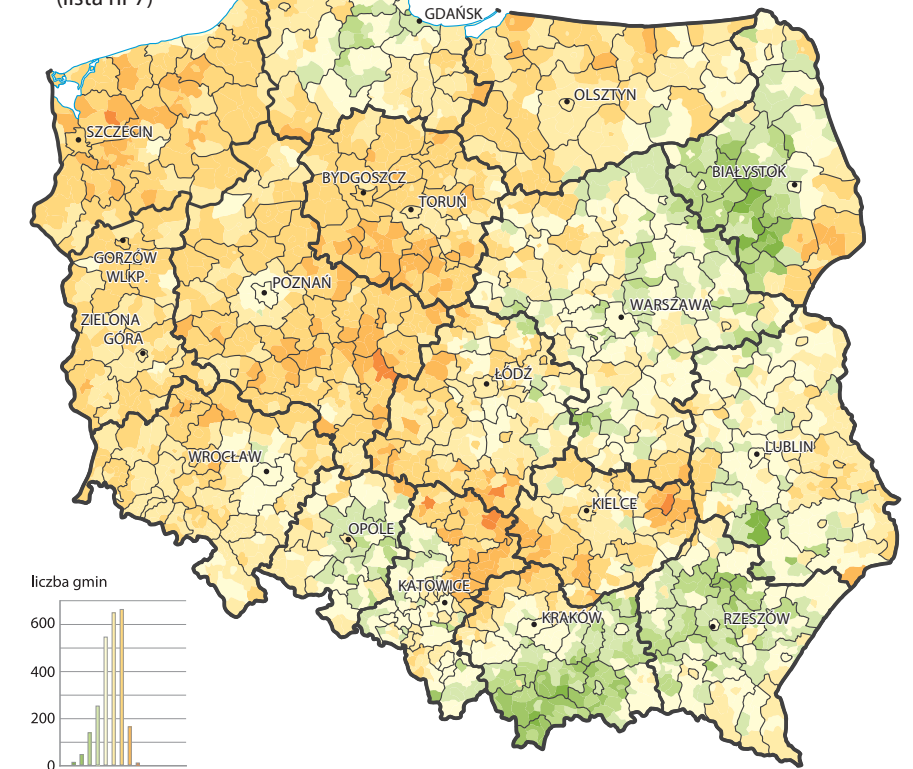 (lista nr 7)
GDAŃSK
OLSZTYN
SZCZECIN
BIAŁYSTOK
BYDGOSZCZ
TORUŃ
GORZÓW
WLKP.
POZNAŃ
WARSZAWA
ZIELONA
GÓRA
ŁÓDŹ
LUBLIN
WROCŁAW
KIELCE
OPOLE
KATOWICE
KRAKÓW
RZESZÓW
liczba gmin
600
400
200
0